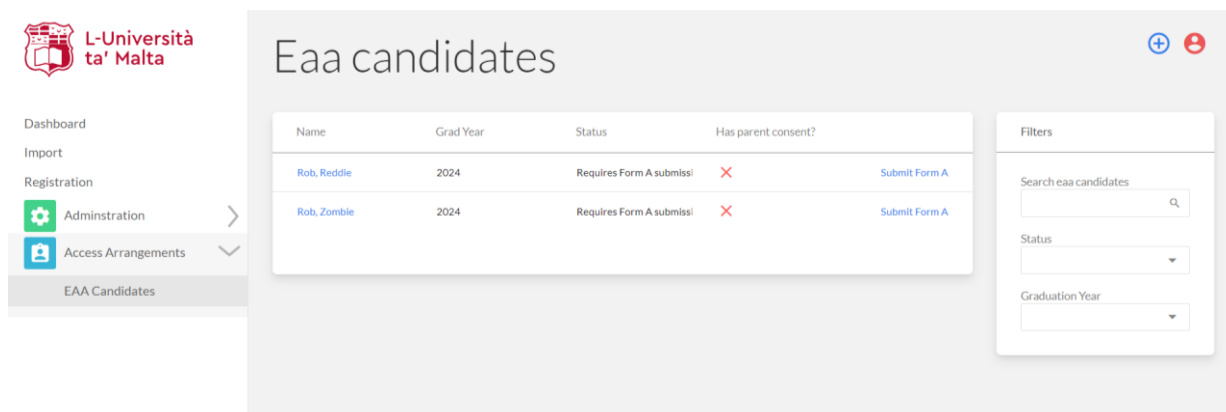 L-Università
ta' Malta
Dashboard
Import
Registration
Adminstration
Access Arrangements
EAA Candidates
Eaa candidates
Name Grad Year Status Has parent consent?
Rob, Reddie 2024 Requires Form A submissi Submit Form A
Rob, Zombie 2024 Requires Form A submissi Submit Form A
Filters
Search eaa candidates
Status
Graduation Year